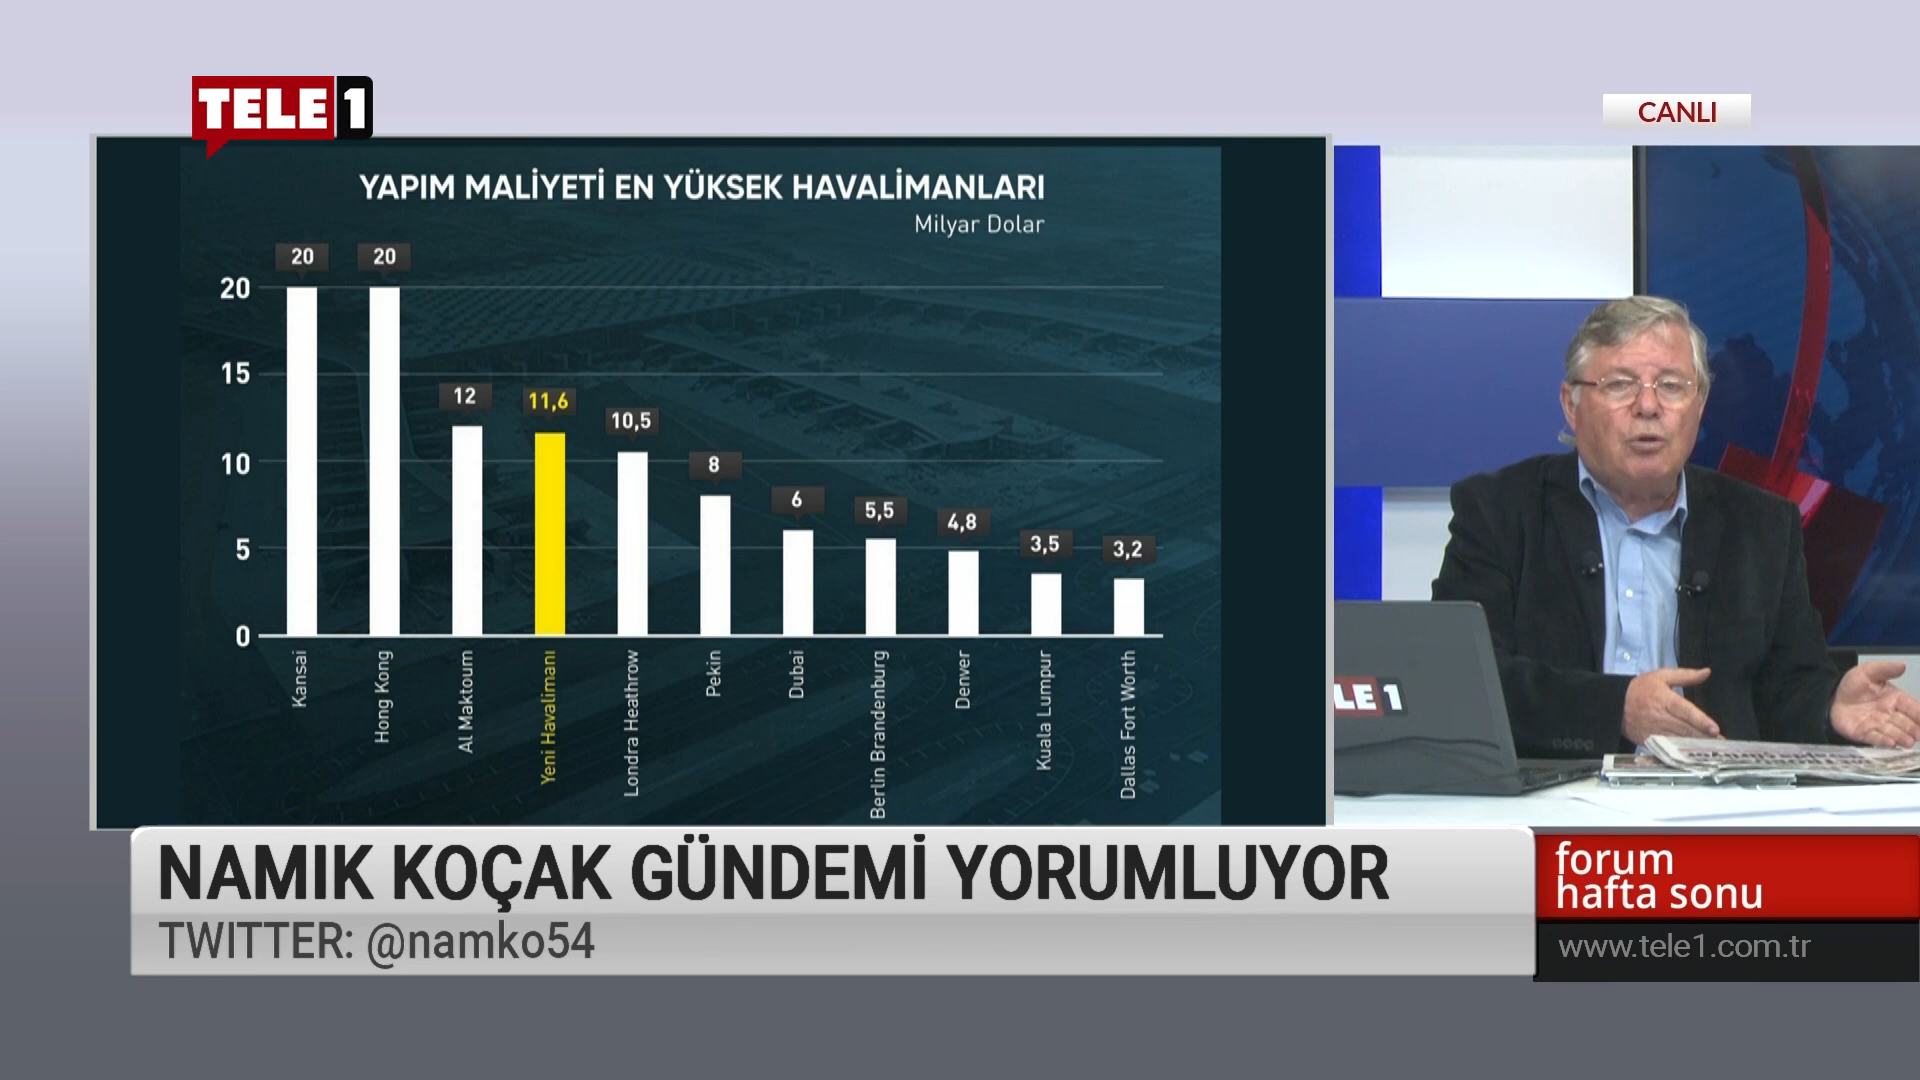 TELE1
CANLI
YAPIM MALİYETİ EN YÜKSEK HAVALİMANLARI
Milyar Dolar
20
15
10
5
0
20
20
12
11,6
10,5
8
6
5,5
4,8
3,5
3,2
Kansai
Hong Kong
Al Maktoum
Yeni Havalimanı
Londra Heathrow
Pekin
Dubai
Berlin Brandenburg
Denver
Kuala Lumpur
Dallas Fort Worth
LE1
NAMIK KOÇAK GÜNDEMİ YORUMLUYOR
TWITTER: @namko54
forum
hafta sonu
www.tele1.com.tr